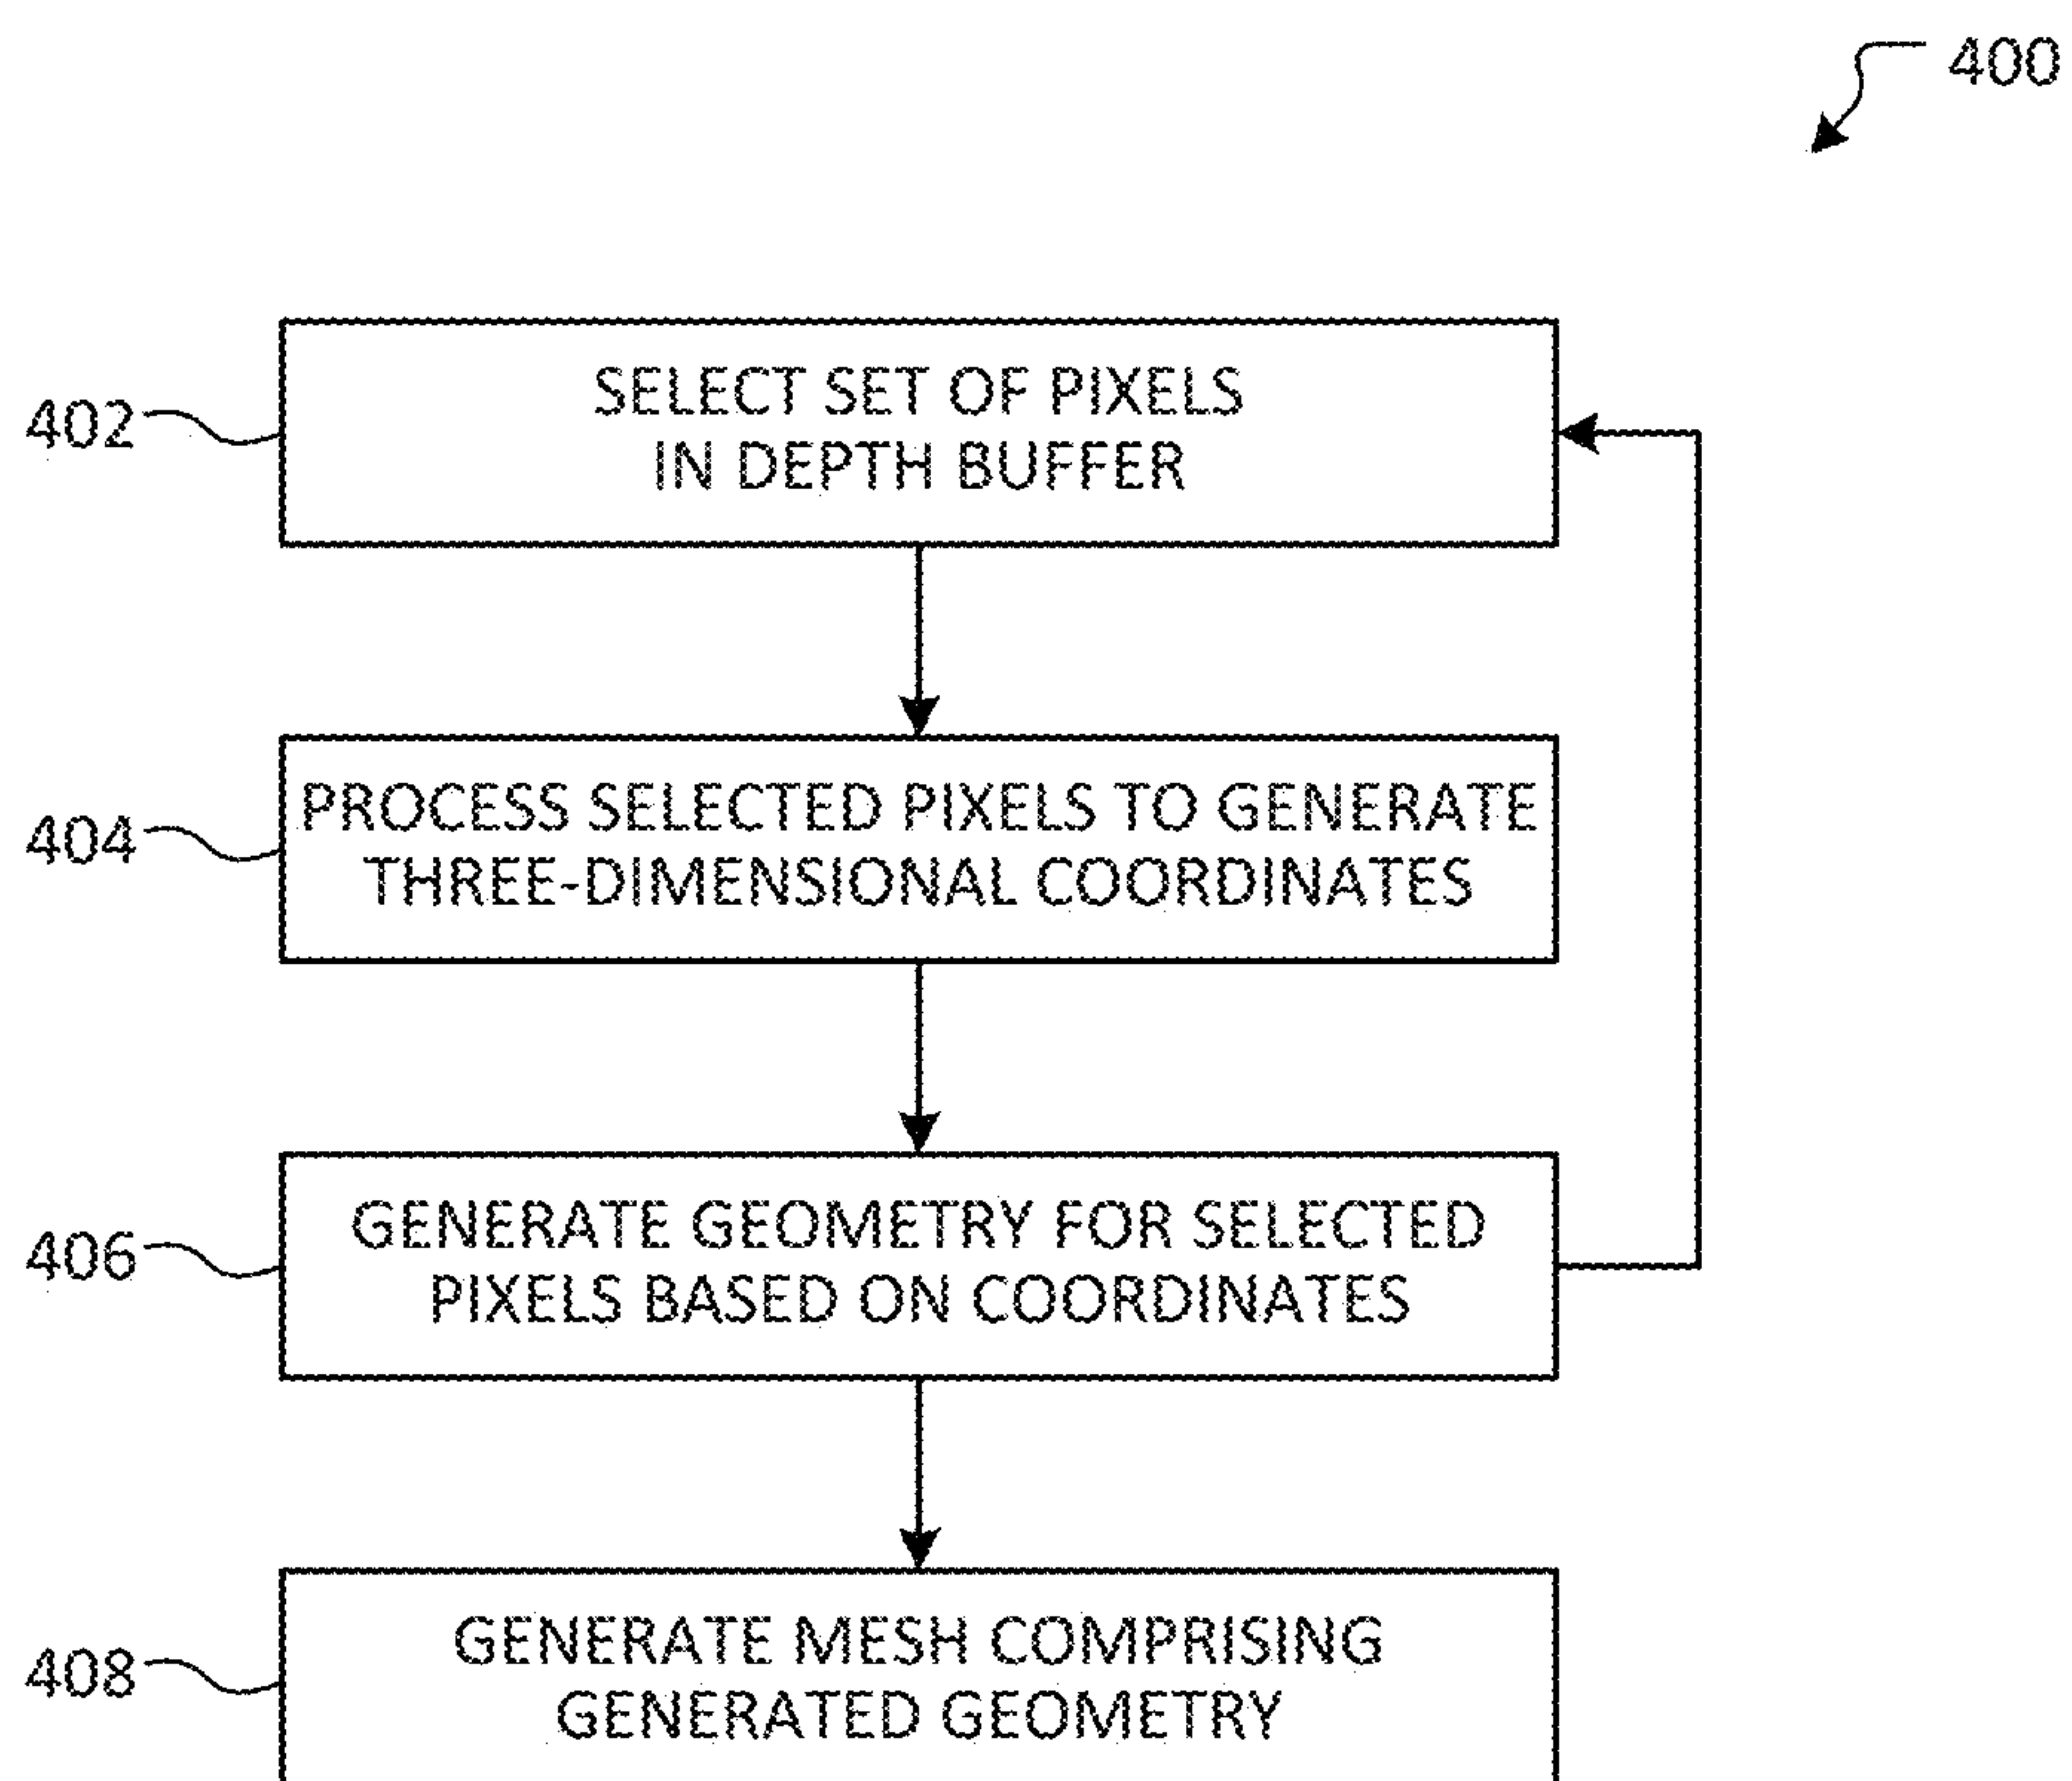 400
402
SELECT SET OF PIXELS
IN DEPTH BUFFER
404
PROCESS SELECTED PIXELS TO GENERATE
THREE-DIMENSIONAL COORDINATES
406
GENERATE GEOMETRY FOR SELECTED
PIXELS BASED ON COORDINATES
408
GENERATE MESH COMPRISING
GENERATED GEOMETRY